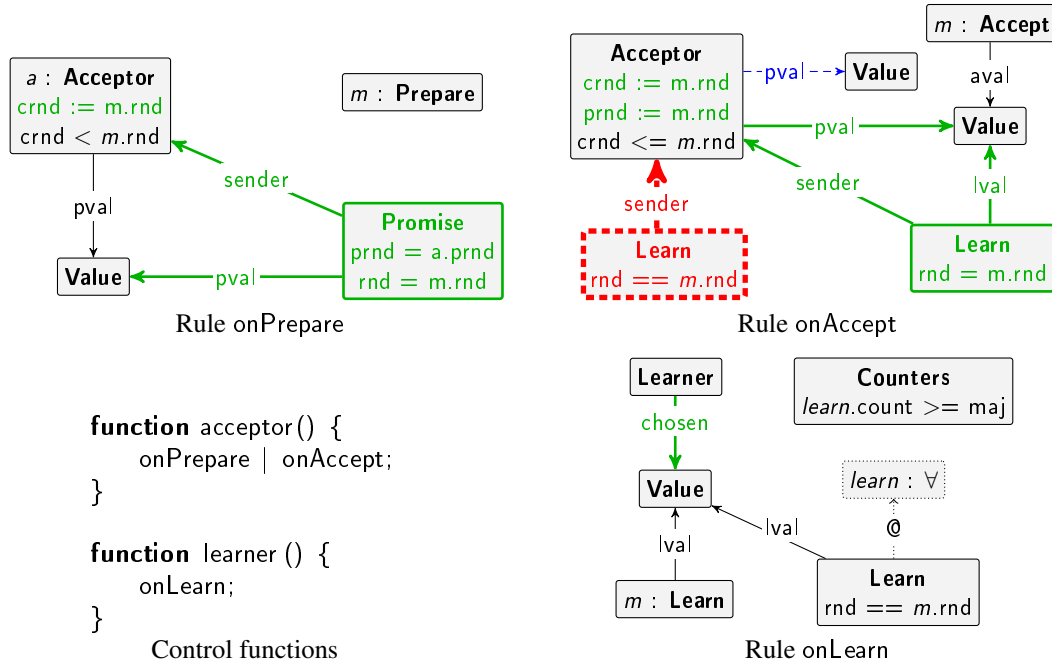 a : Acceptor
crnd := m.rnd
crnd < m.rnd
m : Prepare
sender
pval
Promise
prnd = a.prnd
rnd = m.rnd
Value
pval
Rule onPrepare
m : Accept
Acceptor
crnd := m.rnd
prnd := m.rnd
crnd <= m.rnd
pval
Value
aval
pval
Value
sender
sender
lval
Learn
rnd == m.rnd
Learn
rnd = m.rnd
Rule onAccept
function acceptor() {
onPrepare | onAccept;
}
function learner() {
onLearn;
}
Control functions
Learner
Counters
learn.count >= maj
chosen
Value
learn : ∀
@
lval
lval
m : Learn
Learn
rnd == m.rnd
Rule onLearn